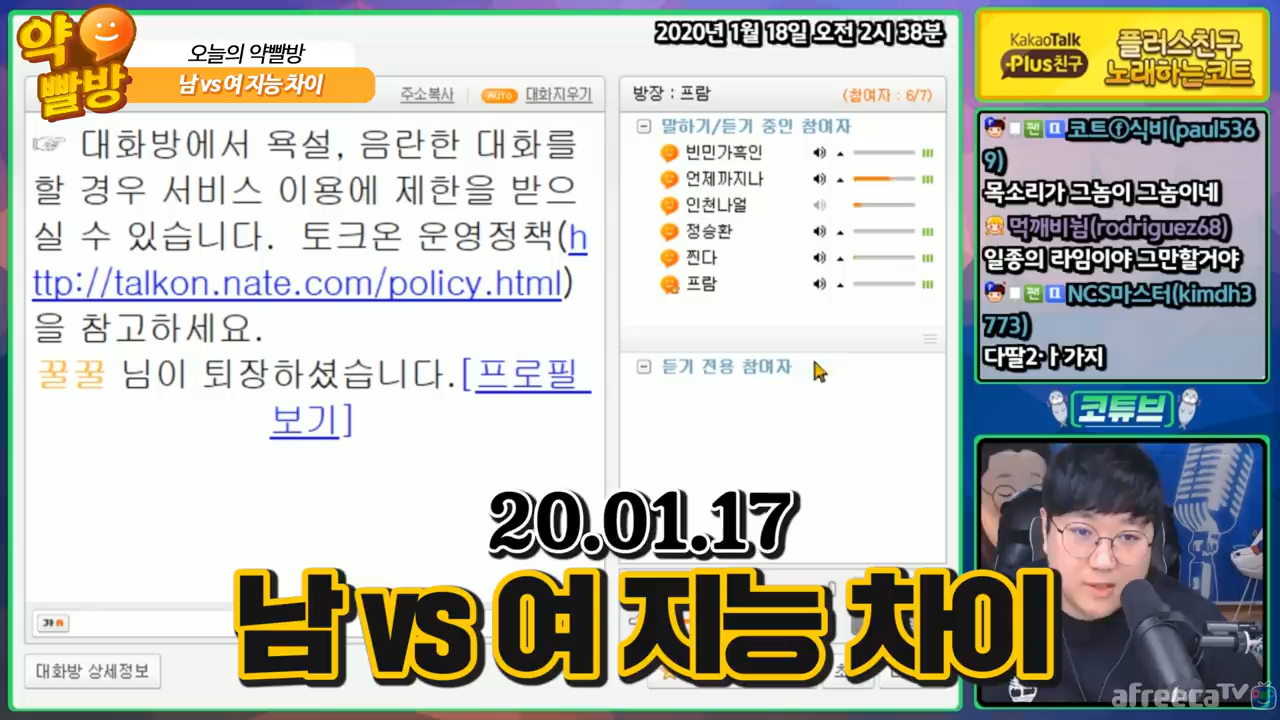 약빨방
오늘의 약빨방
남 vs 여 지능 차이
2020년 1월 18일 오전 2시 38분
주소복사
AUTO
대화지우기
☞ 대화방에서 욕설, 음란한 대화를
할 경우 서비스 이용에 제한을 받으
실 수 있습니다. 토크온 운영정책(h
ttp://talkon.nate.com/policy.html)
을 참고하세요.
꿀꿀 님이 퇴장하셨습니다.[프로필
보기]
가
대화방 상세정보
방장 : 프람
(참여자 : 6/7)
말하기/듣기 중인 참여자
빈민가흑인
언제까지나
인천나얼
정승환
찐다
프람
듣기 전용 참여자
20.01.17
남 vs 여 지능 차이
KakaoTalk
Plus친구
플러스친구
노래하는코트
팬
코트ⓕ식비(paul536
9)
목소리가 그놈이 그놈이네
먹깨비뉨(rodriguez68)
일종의 라임이야 그만할거야
팬
NCS마스터(kimdh3
773)
다딸2ㅏ가지
코튜브
afreecaTV